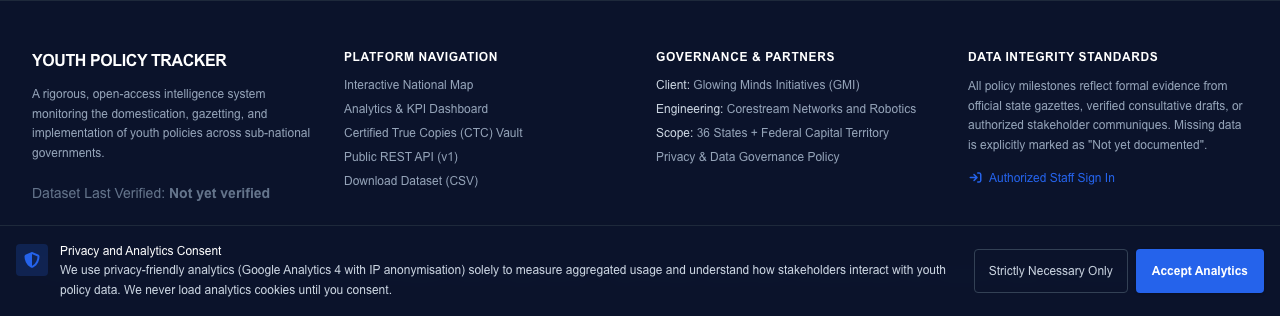 YOUTH POLICY TRACKER
A rigorous, open-access intelligence system
monitoring the domestication, gazetting, and
implementation of youth policies across sub-national
governments.
Dataset Last Verified: Not yet verified
PLATFORM NAVIGATION
Interactive National Map
Analytics & KPI Dashboard
Certified True Copies (CTC) Vault
Public REST API (v1)
Download Dataset (CSV)
GOVERNANCE & PARTNERS
Client: Glowing Minds Initiatives (GMI)
Engineering: Corestream Networks and Robotics
Scope: 36 States + Federal Capital Territory
Privacy & Data Governance Policy
DATA INTEGRITY STANDARDS
All policy milestones reflect formal evidence from
official state gazettes, verified consultative drafts, or
authorized stakeholder communiques. Missing data
is explicitly marked as "Not yet documented".
Authorized Staff Sign In
Privacy and Analytics Consent
We use privacy-friendly analytics (Google Analytics 4 with IP anonymisation) solely to measure aggregated usage and understand how stakeholders interact with youth
policy data. We never load analytics cookies until you consent.
Strictly Necessary Only
Accept Analytics